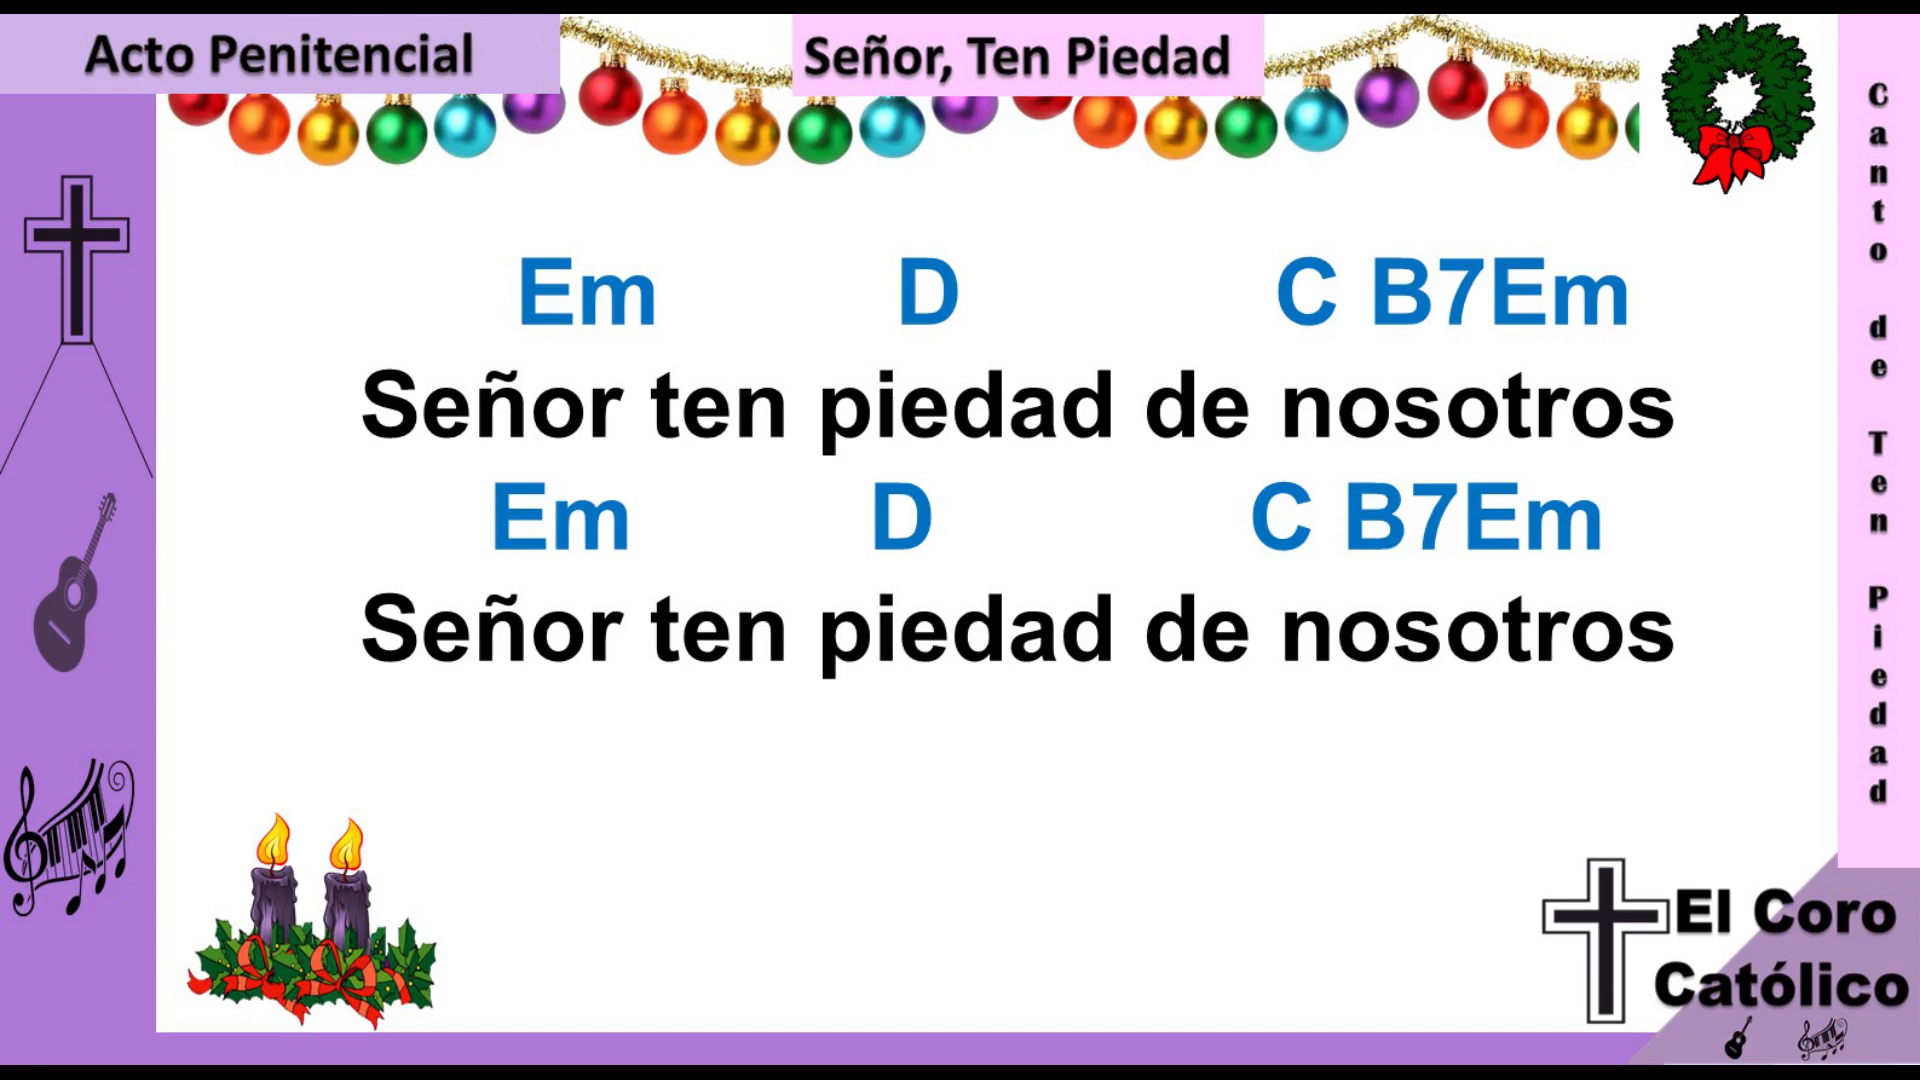 Acto Penitencial
Señor, Ten Piedad
Em D C B7Em
Señor ten piedad de nosotros
Em D C B7Em
Señor ten piedad de nosotros
Canto de Ten Piedad
El Coro
Católico